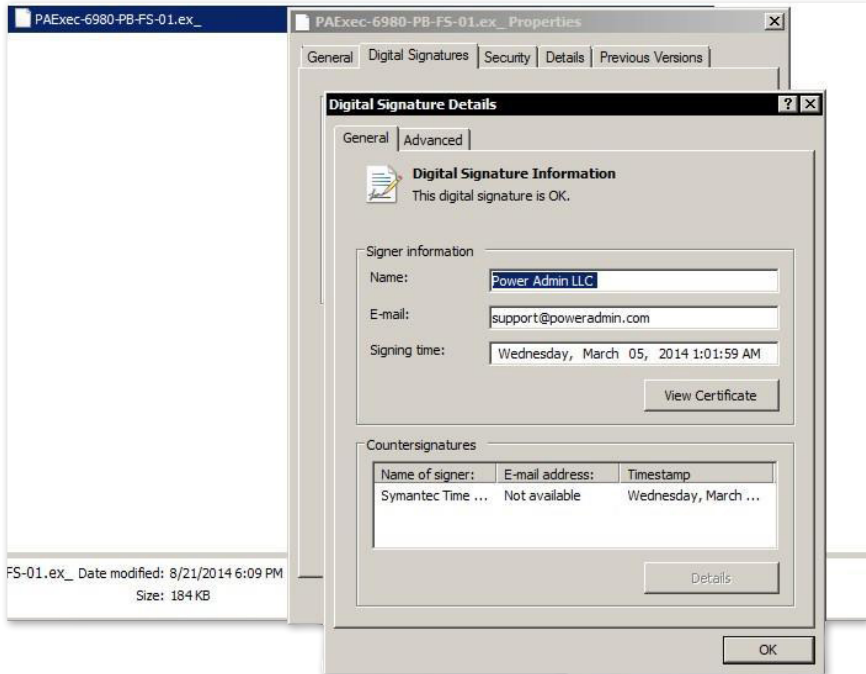 PAExec-6980-PB-FS-01.ex_
PAExec-6980-PB-FS-01.ex_ Properties
General Digital Signatures Security Details Previous Versions
Digital Signature Details
General Advanced
Digital Signature Information
This digital signature is OK.
Signer information
Name: Power Admin LLC
E-mail: support@poweradmin.com
Signing time: Wednesday, March 05, 2014 1:01:59 AM
View Certificate
Countersignatures
Name of signer: E-mail address: Timestamp
Symantec Time ... Not available Wednesday, March ...
Details
FS-01.ex_ Date modified: 8/21/2014 6:09 PM
Size: 184 KB
OK